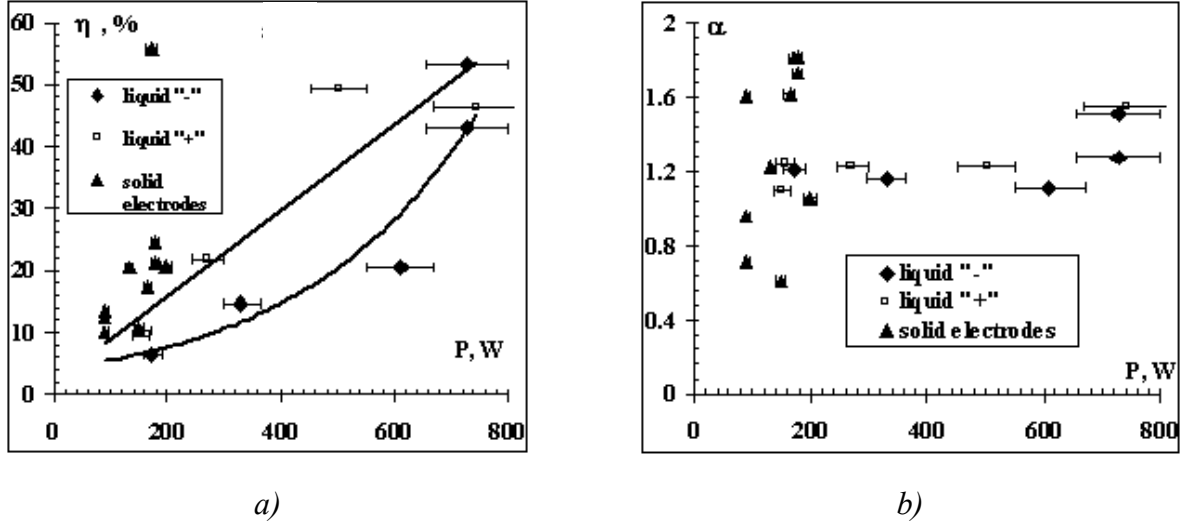 η , %
60
50
40
30
20
10
0
liquid "-"
liquid "+"
solid
electrodes
P, W
0 200 400 600 800
a)
α
2
1.6
1.2
0.8
0.4
0
liquid "-"
liquid "+"
solid electrodes
P, W
0 200 400 600 800
b)